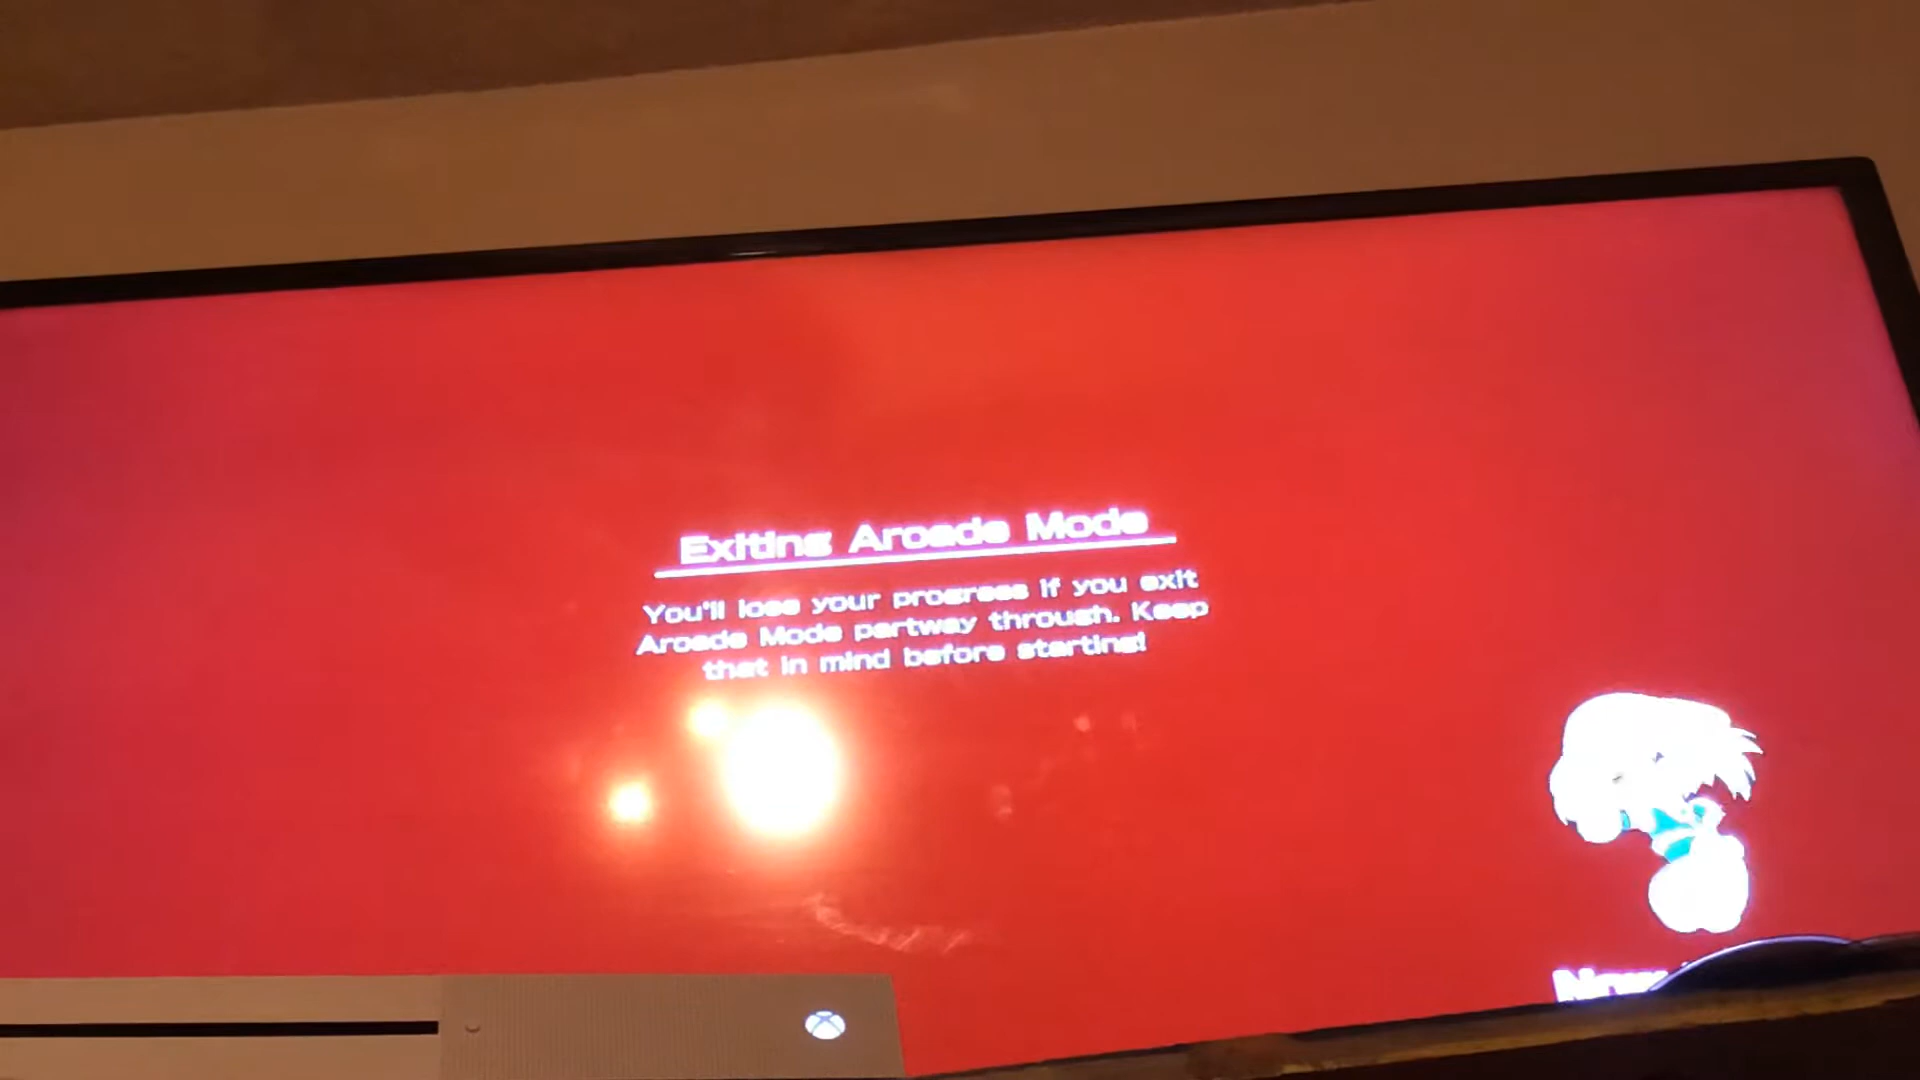 Exiting Arcade Mode
You'll lose your progress if you exit
Arcade Mode partway through. Keep
that in mind before starting!